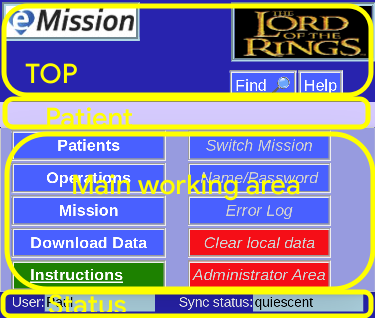 eMission
THE
LORD
OF THE
RINGS
TOP
Find Help
Patient
Patients Switch Mission
Operations Name/Password
Main working area
Mission Error Log
Download Data Clear local data
Instructions Administrator Area
User: Paul Sync status: quiescent
Status